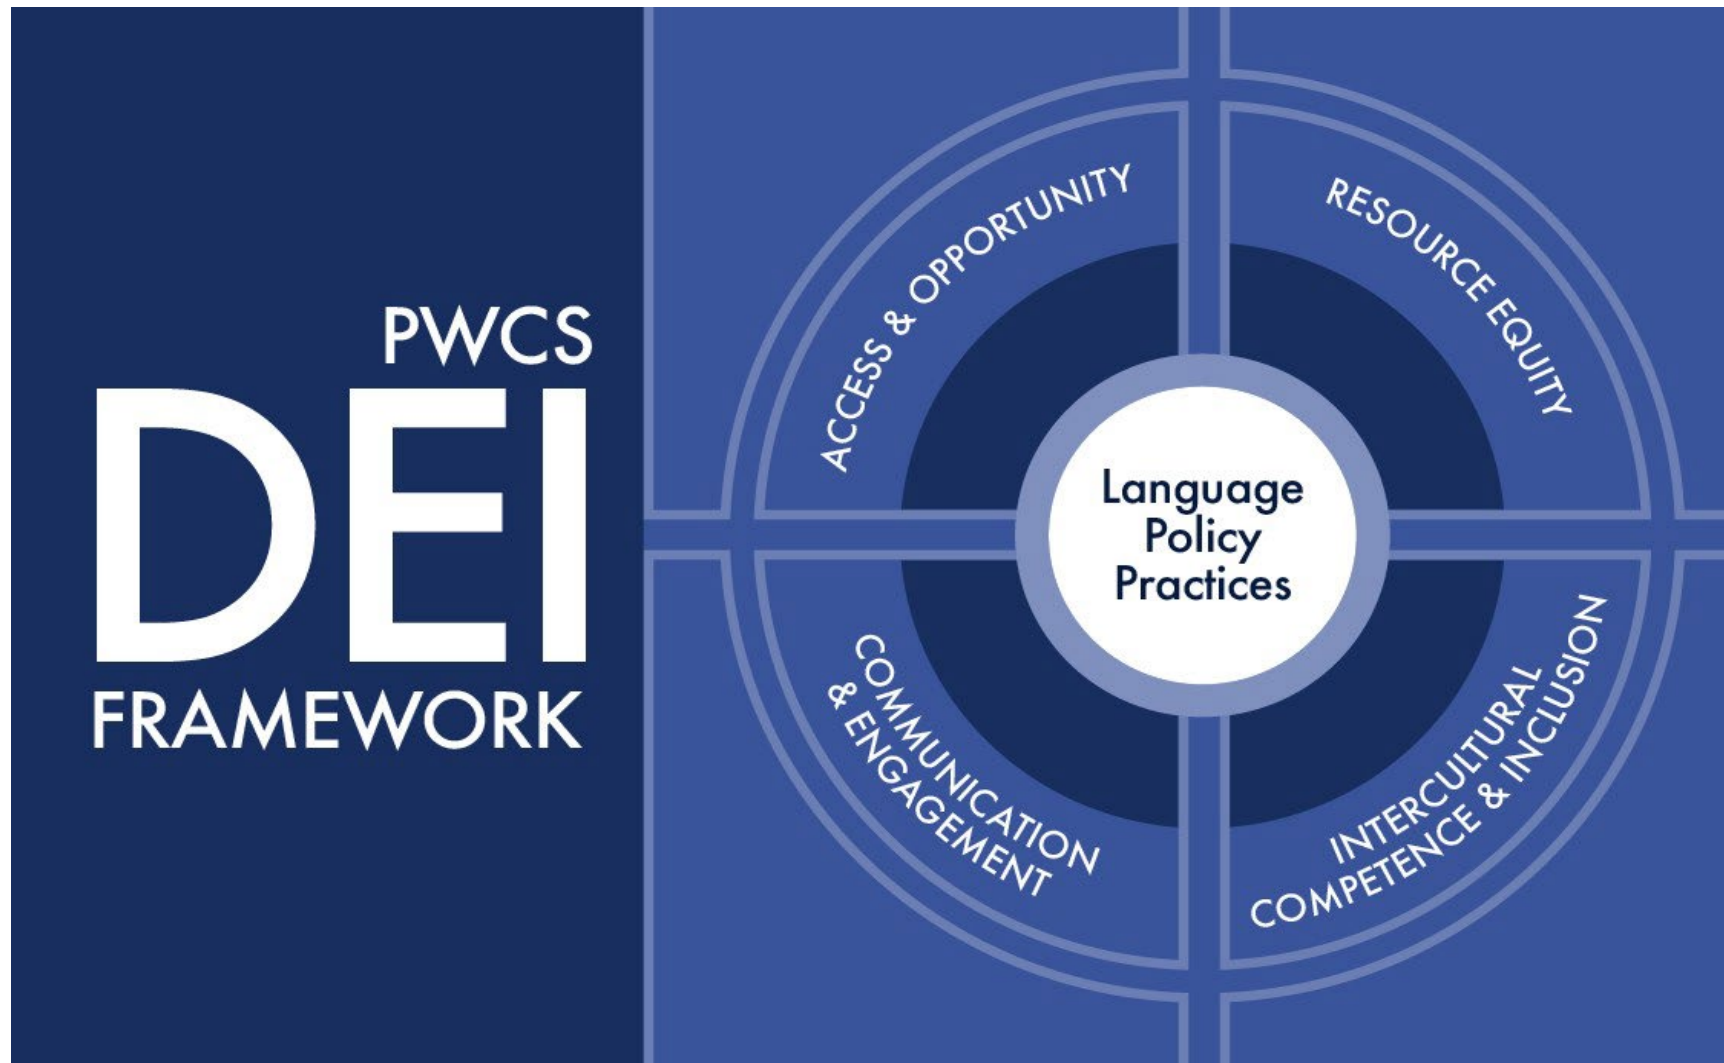 PWCS
DEI
FRAMEWORK
ACCESS & OPPORTUNITY
RESOURCE EQUITY
Language
Policy
Practices
COMMUNICATION
& ENGAGEMENT
INTERCULTURAL
COMPETENCE & INCLUSION